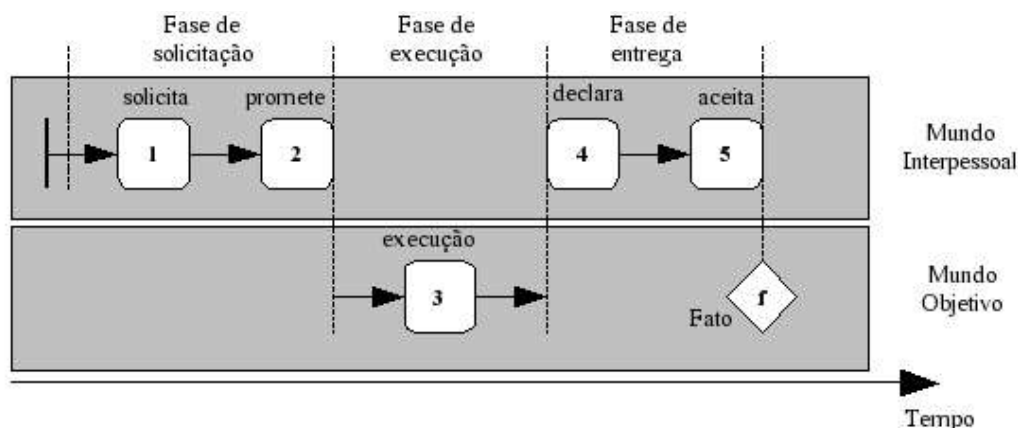 Fase de
solicitação
Fase de
execução
Fase de
entrega
solicita
promete
declara
aceita
1
2
4
5
Mundo
Interpessoal
execução
3
f
Fato
Mundo
Objetivo
Tempo